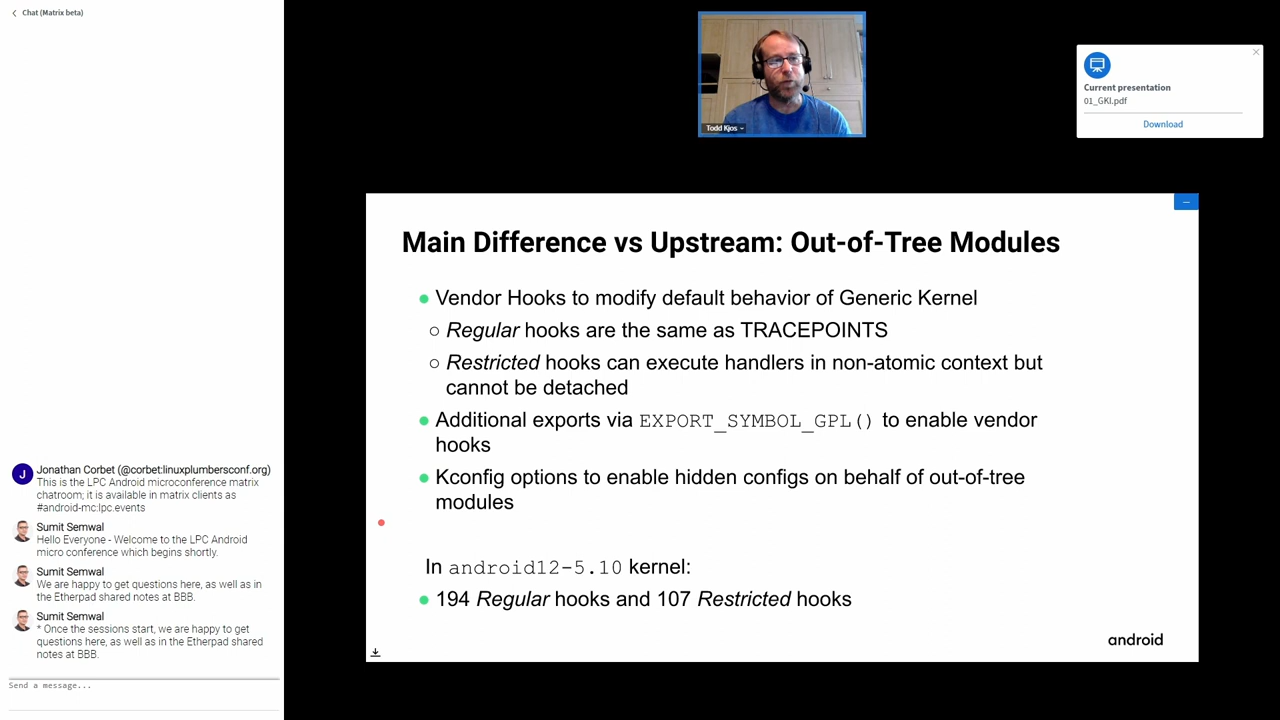 Chat (Matrix beta)
Jonathan Corbet (@corbet:linuxplumbersconf.org)
This is the LPC Android microconference matrix
chatroom; it is available in matrix clients as
#android-mc:lpc.events
Sumit Semwal
Hello Everyone - Welcome to the LPC Android
micro conference which begins shortly.
Sumit Semwal
We are happy to get questions here, as well as in
the Etherpad shared notes at BBB.
Sumit Semwal
* Once the sessions start, we are happy to get
questions here, as well as in the Etherpad shared
notes at BBB.
Send a message...
J
Todd Kjos
Current presentation
01_GKI.pdf
Download
Main Difference vs Upstream: Out-of-Tree Modules
Vendor Hooks to modify default behavior of Generic Kernel
Regular hooks are the same as TRACEPOINTS
Restricted hooks can execute handlers in non-atomic context but
cannot be detached
Additional exports via EXPORT_SYMBOL_GPL() to enable vendor
hooks
Kconfig options to enable hidden configs on behalf of out-of-tree
modules
In android12-5.10 kernel:
194 Regular hooks and 107 Restricted hooks
android